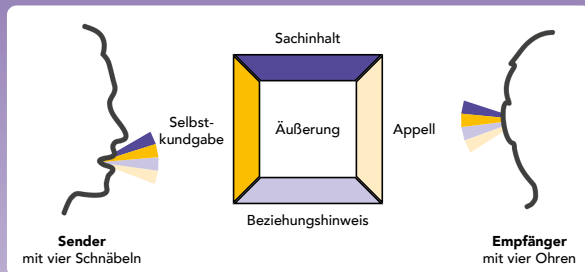 Sachinhalt
Selbst-
kundgabe
Äußerung
Appell
Beziehungshinweis
Sender
mit vier Schnäbeln
Empfänger
mit vier Ohren